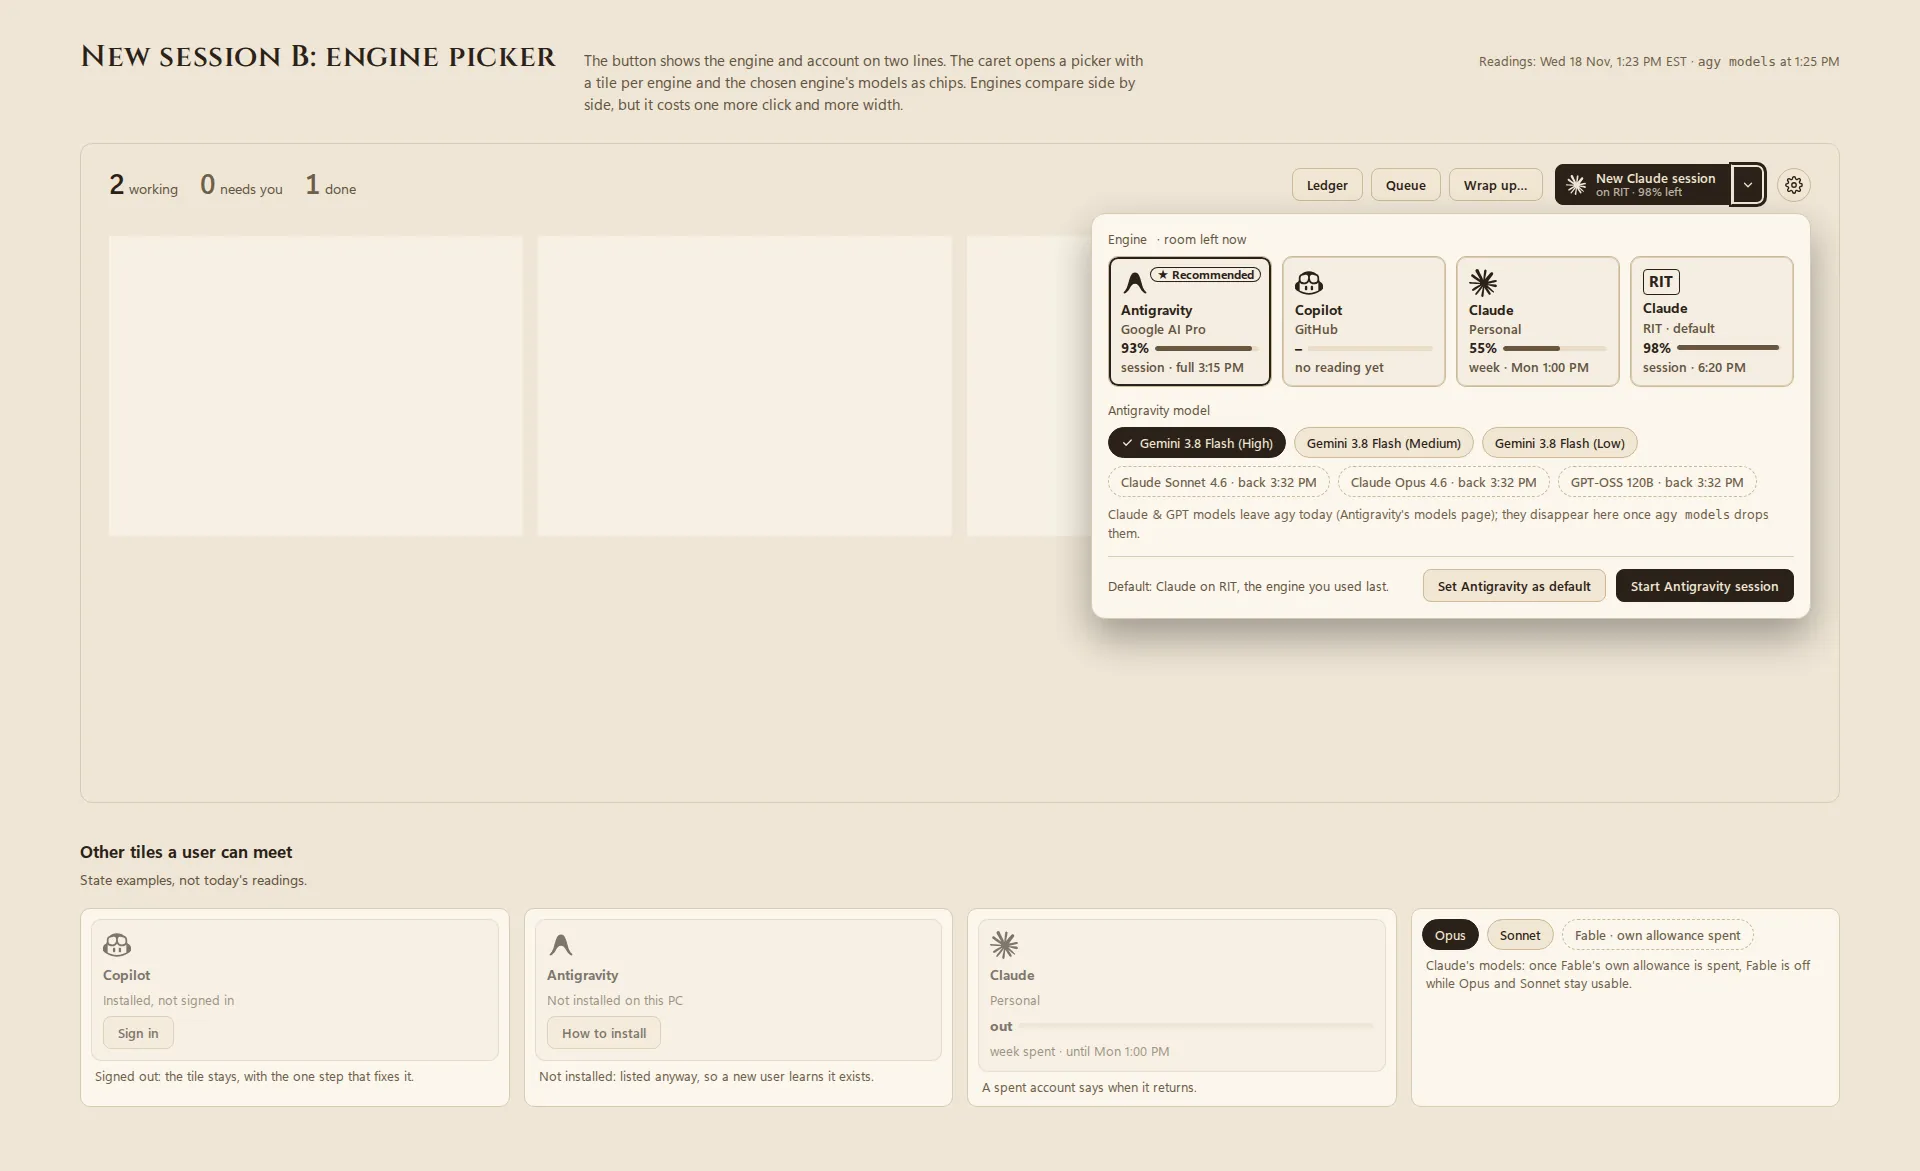 New session B: engine picker
The button shows the engine and account on two lines. The caret opens a picker with
a tile per engine and the chosen engine's models as chips. Engines compare side by
side, but it costs one more click and more width.
Readings: Wed 18 Nov, 1:23 PM EST · agy models at 1:25 PM
2 working 0 needs you 1 done
Ledger
Queue
Wrap up...
New Claude session
on RIT · 98% left
Engine · room left now
★ Recommended
Antigravity
Google AI Pro
93%
session · full 3:15 PM
Copilot
GitHub
–
no reading yet
Claude
Personal
55%
week · Mon 1:00 PM
RIT
Claude
RIT · default
98%
session · 6:20 PM
Antigravity model
✓ Gemini 3.8 Flash (High)
Gemini 3.8 Flash (Medium)
Gemini 3.8 Flash (Low)
Claude Sonnet 4.6 · back 3:32 PM
Claude Opus 4.6 · back 3:32 PM
GPT-OSS 120B · back 3:32 PM
Claude & GPT models leave agy today (Antigravity's models page); they disappear here once agy models drops
them.
Default: Claude on RIT, the engine you used last.
Set Antigravity as default
Start Antigravity session
Other tiles a user can meet
State examples, not today's readings.
Copilot
Installed, not signed in
Sign in
Signed out: the tile stays, with the one step that fixes it.
Antigravity
Not installed on this PC
How to install
Not installed: listed anyway, so a new user learns it exists.
Claude
Personal
out
week spent · until Mon 1:00 PM
A spent account says when it returns.
Opus
Sonnet
Fable · own allowance spent
Claude's models: once Fable's own allowance is spent, Fable is off
while Opus and Sonnet stay usable.